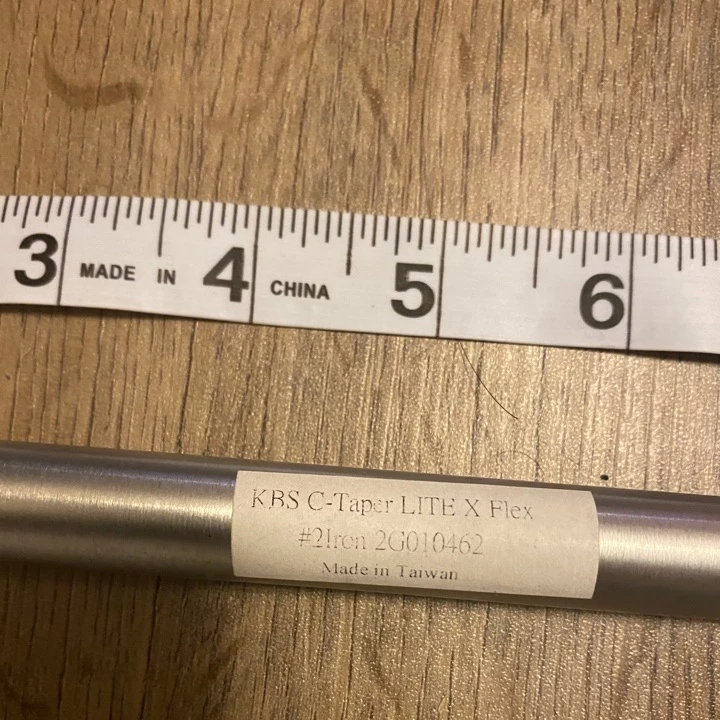 3 MADE IN 4 CHINA 5 6
KBS C-Taper LITE X Flex
#2Iron 2G010462
Made in Taiwan